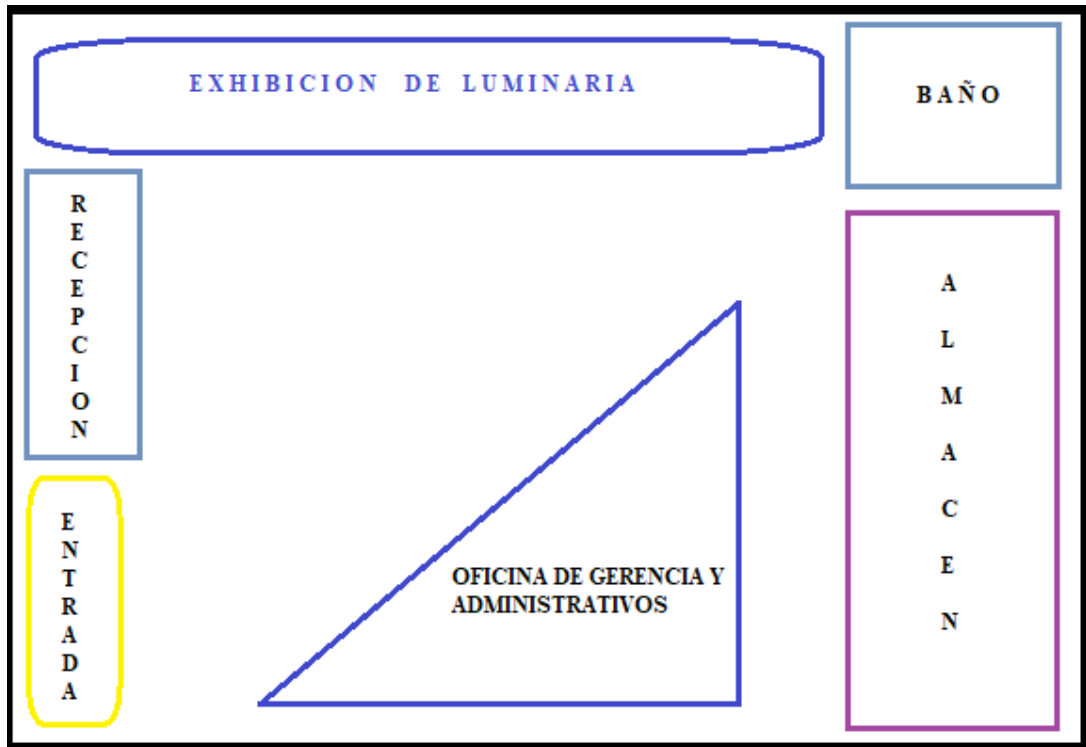 EXHIBICION DE LUMINARIA
BAÑO
RECEPCION
ALMACEN
ENTRADA
OFICINA DE GERENCIA Y
ADMINISTRATIVOS